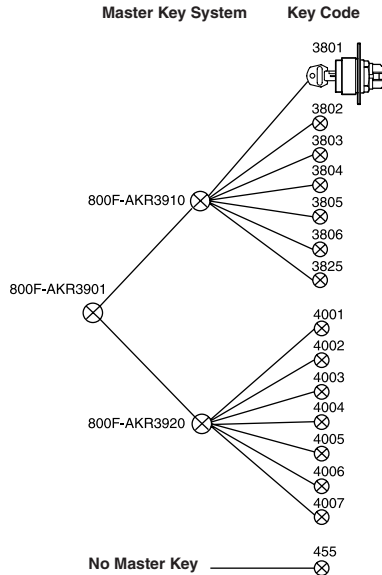 Master Key System
Key Code
3801
3802
3803
3804
800F-AKR3910
3805
3806
3825
800F-AKR3901
4001
4002
4003
4004
800F-AKR3920
4005
4006
4007
No Master Key
455